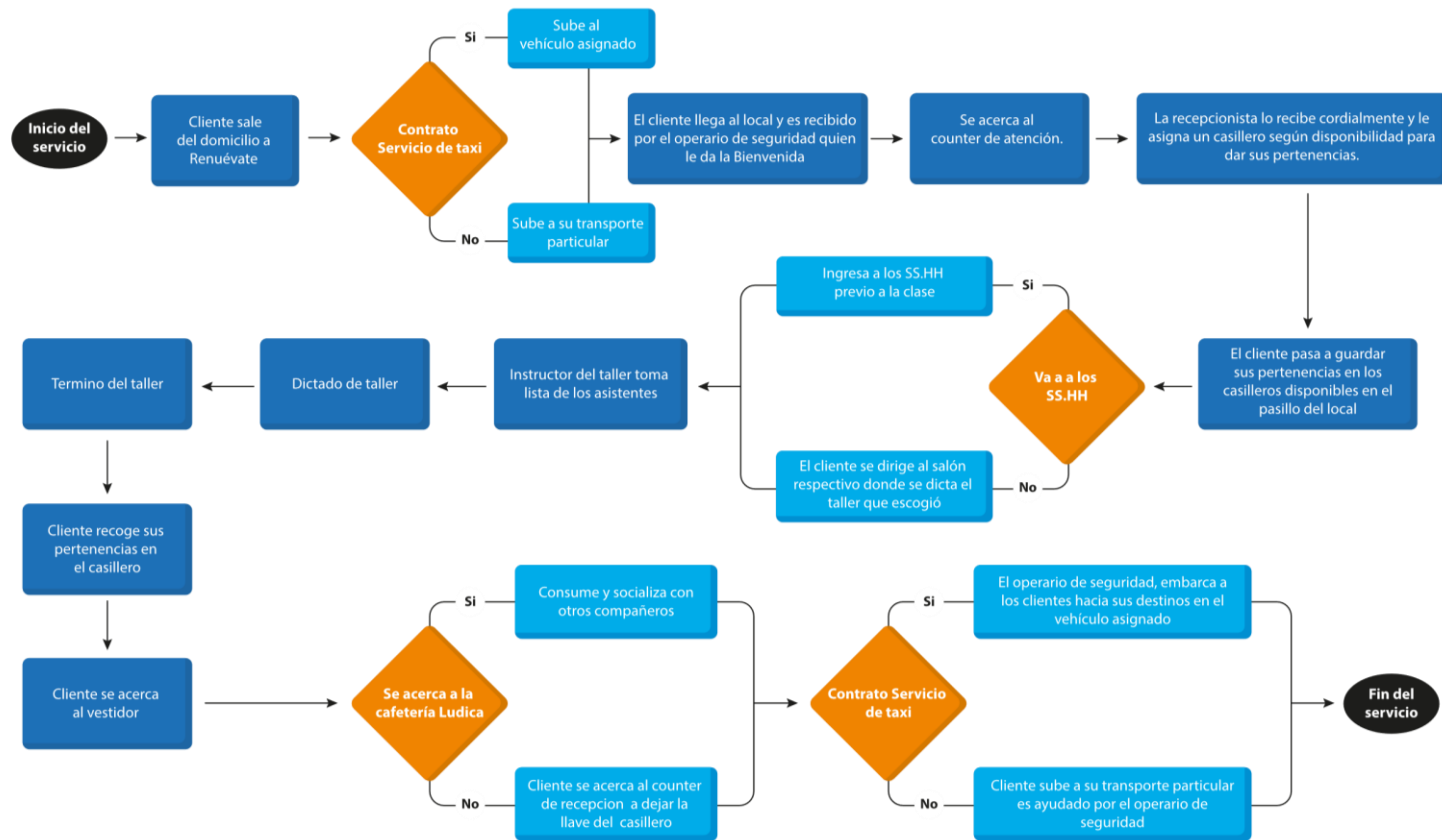 Inicio del
servicio
Cliente sale
del domicilio a
Renuévate
Contrato
Servicio de taxi
Si
Sube al
vehículo asignado
No
Sube a su transporte
particular
El cliente llega al local y es recibido
por el operario de seguridad quien
le da la Bienvenida
Se acerca al
counter de atención.
La recepcionista lo recibe cordialmente y le
asigna un casillero según disponibilidad para
dar sus pertenencias.
El cliente pasa a guardar
sus pertenencias en los
casilleros disponibles en el
pasillo del local
Va a a los
SS.HH
Si
Ingresa a los SS.HH
previo a la clase
No
El cliente se dirige al salón
respectivo donde se dicta el
taller que escogió
Instructor del taller toma
lista de los asistentes
Dictado de taller
Termino del taller
Cliente recoge sus
pertenencias en
el casillero
Cliente se acerca
al vestidor
Se acerca a la
cafetería Ludica
Si
Consume y socializa con
otros compañeros
No
Cliente se acerca al counter
de recepcion a dejar la
llave del casillero
Contrato Servicio
de taxi
Si
El operario de seguridad, embarca a
los clientes hacia sus destinos en el
vehículo asignado
No
Cliente sube a su transporte particular
es ayudado por el operario de
seguridad
Fin del
servicio